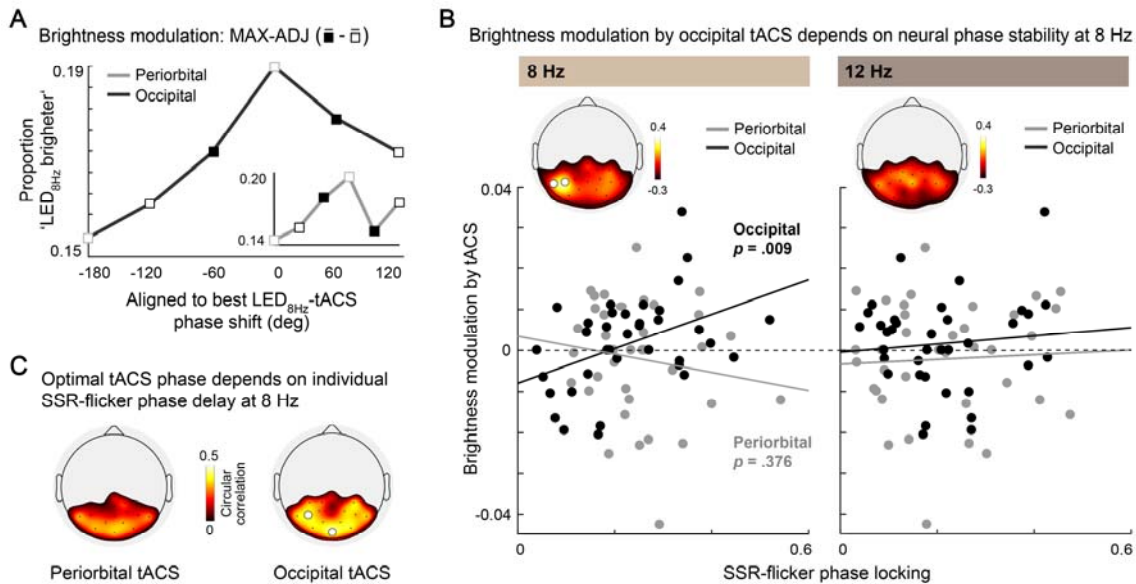 A
Brightness modulation: MAX-ADJ (■̅ - □̅)
0.19
Periorbital
Occipital
Proportion
'LED8Hz brigheter'
0.15
0.20
0.14
-180 -120 -60 0 60 120
Aligned to best LED8Hz-tACS
phase shift (deg)
C
Optimal tACS phase depends on individual
SSR-flicker phase delay at 8 Hz
0.5
Circular
correlation
0
Periorbital tACS
Occipital tACS
B
Brightness modulation by occipital tACS depends on neural phase stability at 8 Hz
8 Hz
0.4
-0.3
Periorbital
Occipital
0.04
Occipital
p = .009
Brightness modulation by tACS
0
Periorbital
p = .376
-0.04
0 0.6
12 Hz
0.4
-0.3
Periorbital
Occipital
0 0.6
SSR-flicker phase locking